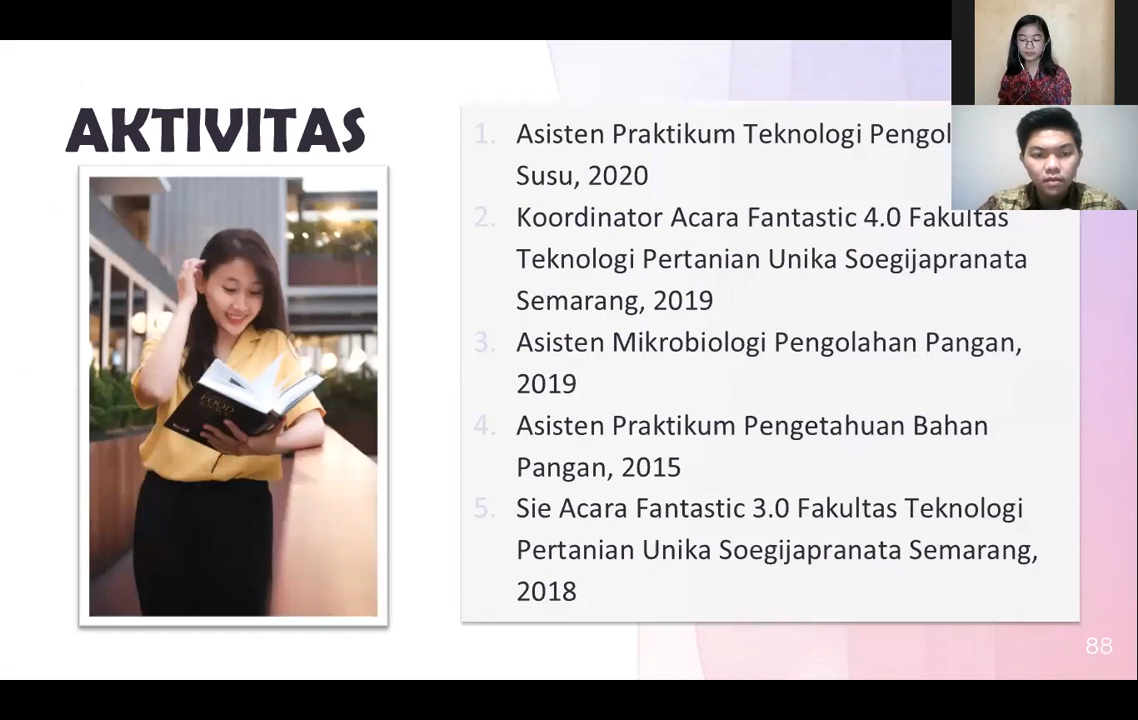 AKTIVITAS
1. Asisten Praktikum Teknologi
Susu, 2020
2. Koordinator Acara Fantastic 4.0 Fakultas
Teknologi Pertanian Unika Soegijapranata
Semarang, 2019
3. Asisten Mikrobiologi Pengolahan Pangan,
2019
4. Asisten Praktikum Pengetahuan Bahan
Pangan, 2015
5. Sie Acara Fantastic 3.0 Fakultas Teknologi
Pertanian Unika Soegijapranata Semarang,
2018
FOOD
88